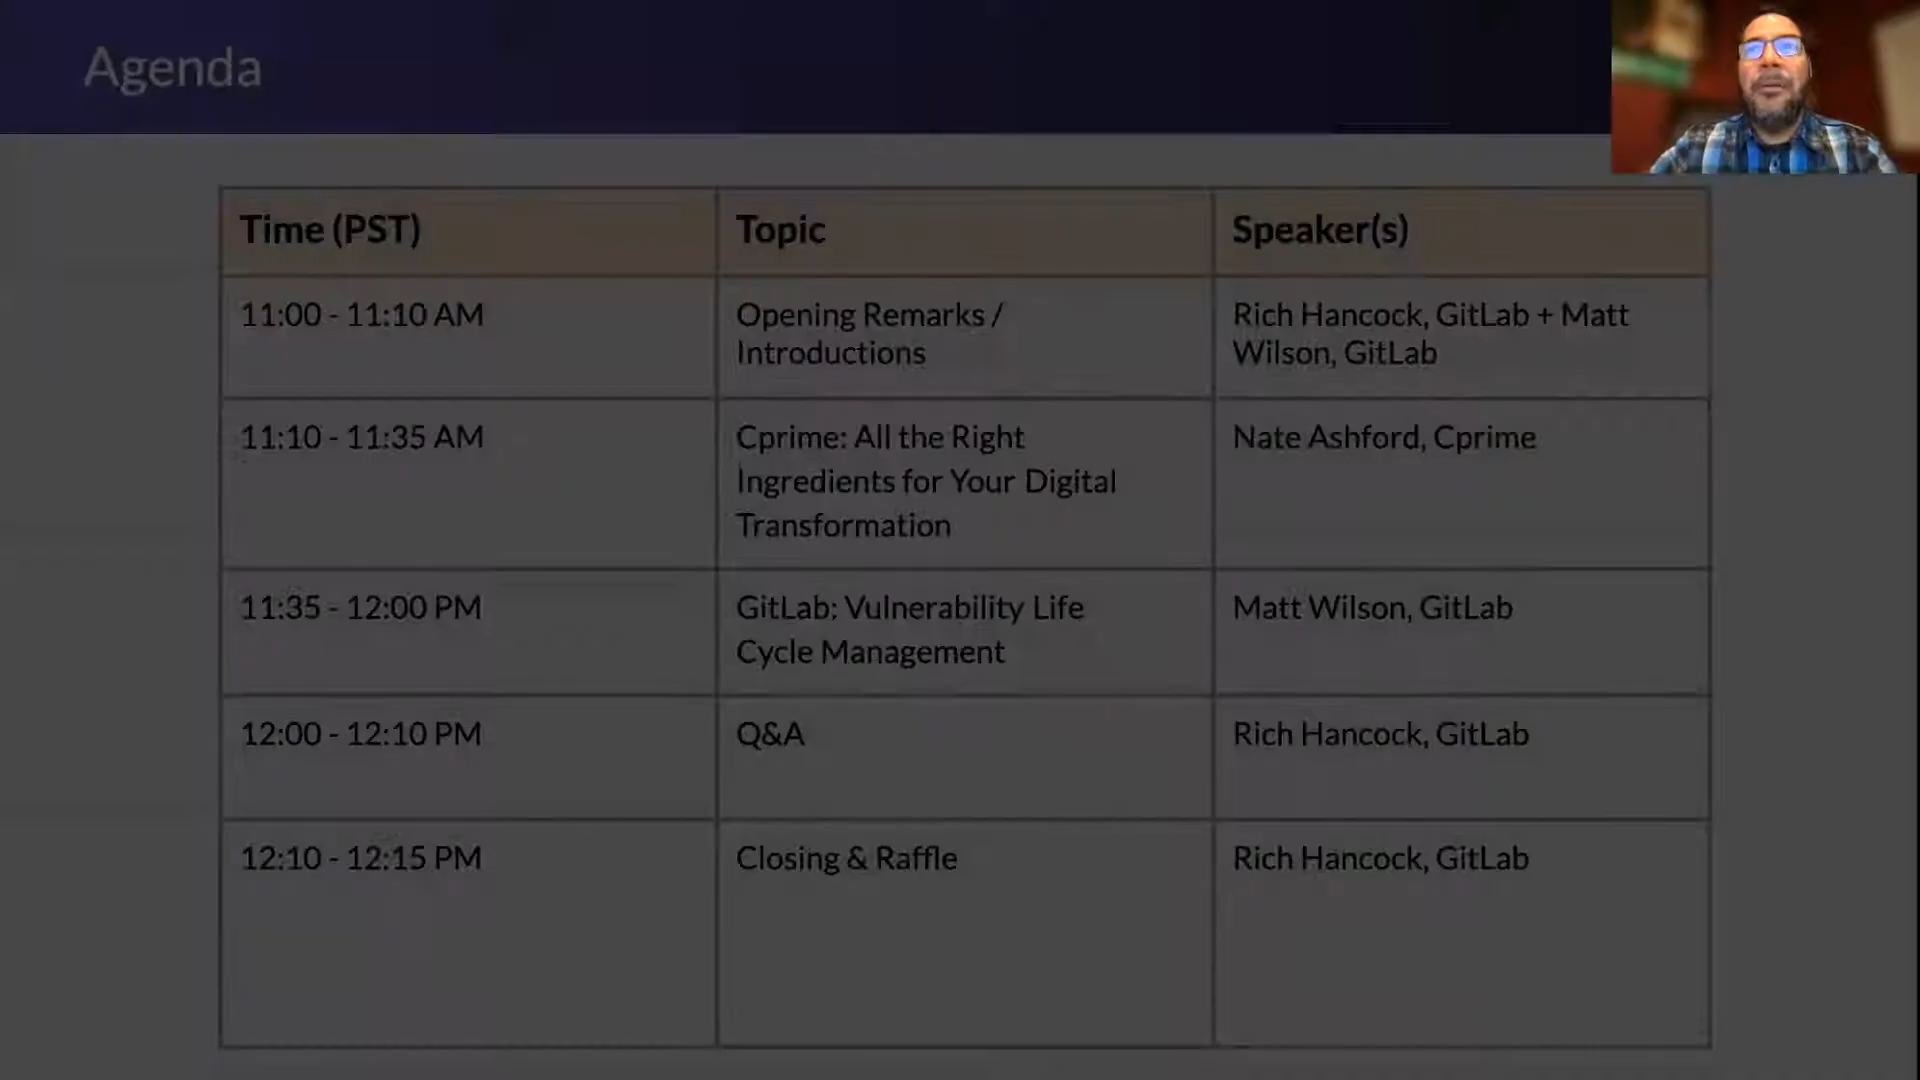 Agenda
Time (PST)
Topic
Speaker(s)
11:00 - 11:10 AM
Opening Remarks /
Introductions
Rich Hancock, GitLab + Matt
Wilson, GitLab
11:10 - 11:35 AM
Cprime: All the Right
Ingredients for Your Digital
Transformation
Nate Ashford, Cprime
11:35 - 12:00 PM
GitLab: Vulnerability Life
Cycle Management
Matt Wilson, GitLab
12:00 - 12:10 PM
Q&A
Rich Hancock, GitLab
12:10 - 12:15 PM
Closing & Raffle
Rich Hancock, GitLab